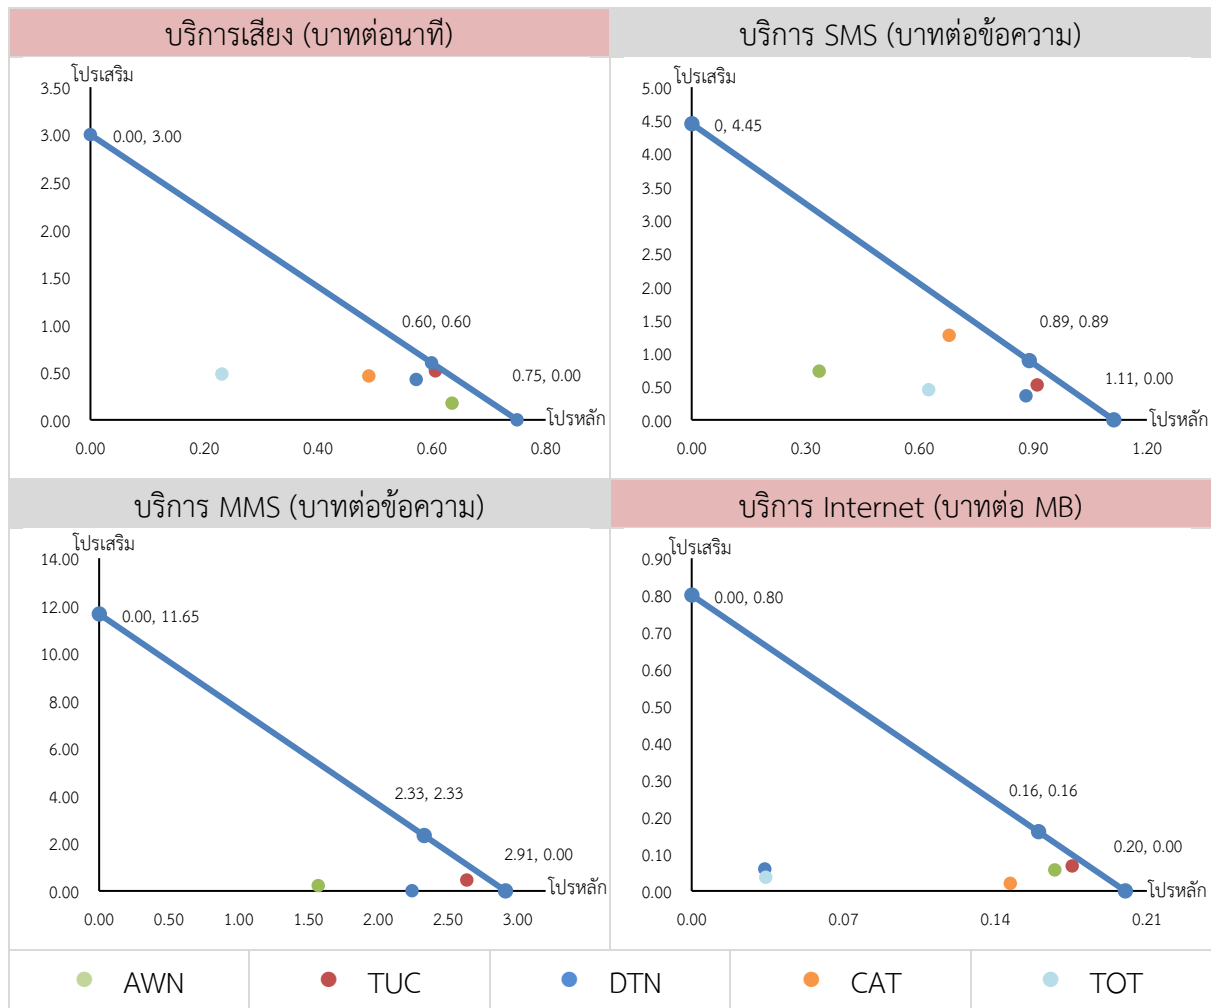 บริการเสียง (บาทต่อนาที)
โปรเสริม
3.50
3.00
2.50
2.00
1.50
1.00
0.50
0.00
0.00, 3.00
0.60, 0.60
0.75, 0.00
โปรหลัก
0.00 0.20 0.40 0.60 0.80
บริการ SMS (บาทต่อข้อความ)
โปรเสริม
5.00
4.50
4.00
3.50
3.00
2.50
2.00
1.50
1.00
0.50
0.00
0, 4.45
0.89, 0.89
1.11, 0.00
โปรหลัก
0.00 0.30 0.60 0.90 1.20
บริการ MMS (บาทต่อข้อความ)
โปรเสริม
14.00
12.00
10.00
8.00
6.00
4.00
2.00
0.00
0.00, 11.65
2.33, 2.33
2.91, 0.00
โปรหลัก
0.00 0.50 1.00 1.50 2.00 2.50 3.00
บริการ Internet (บาทต่อ MB)
โปรเสริม
0.90
0.80
0.70
0.60
0.50
0.40
0.30
0.20
0.10
0.00
0.00, 0.80
0.16, 0.16
0.20, 0.00
โปรหลัก
0.00 0.07 0.14 0.21
AWN TUC DTN CAT TOT